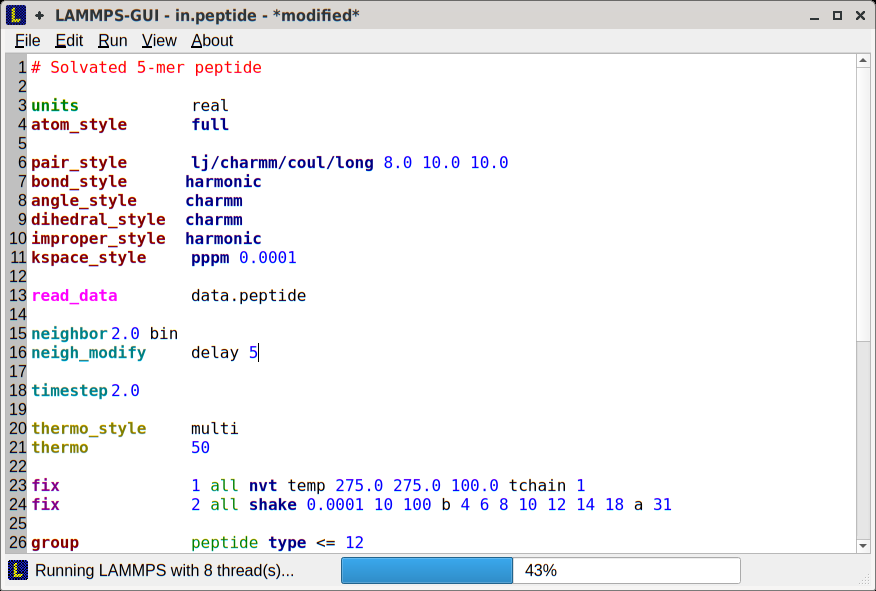 LAMMPS-GUI - in.peptide - *modified*
File Edit Run View About
1 # Solvated 5-mer peptide
2
3 units real
4 atom_style full
5
6 pair_style lj/charmm/coul/long 8.0 10.0 10.0
7 bond_style harmonic
8 angle_style charmm
9 dihedral_style charmm
10 improper_style harmonic
11 kspace_style pppm 0.0001
12
13 read_data data.peptide
14
15 neighbor 2.0 bin
16 neigh_modify delay 5
17
18 timestep 2.0
19
20 thermo_style multi
21 thermo 50
22
23 fix 1 all nvt temp 275.0 275.0 100.0 tchain 1
24 fix 2 all shake 0.0001 10 100 b 4 6 8 10 12 14 18 a 31
25
26 group peptide type <= 12
Running LAMMPS with 8 thread(s)... 43%